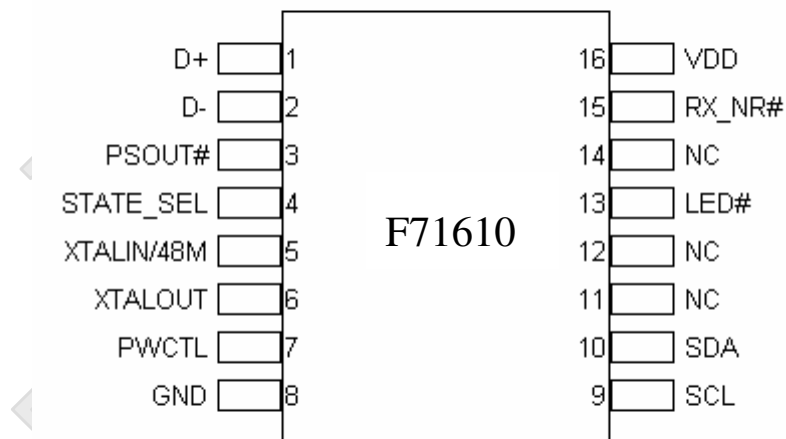 D+ 1 16 VDD
D- 2 15 RX_NR#
PSOUT# 3 14 NC
STATE_SEL 4 13 LED#
F71610
XTALIN/48M 5 12 NC
XTALOUT 6 11 NC
PWCTL 7 10 SDA
GND 8 9 SCL